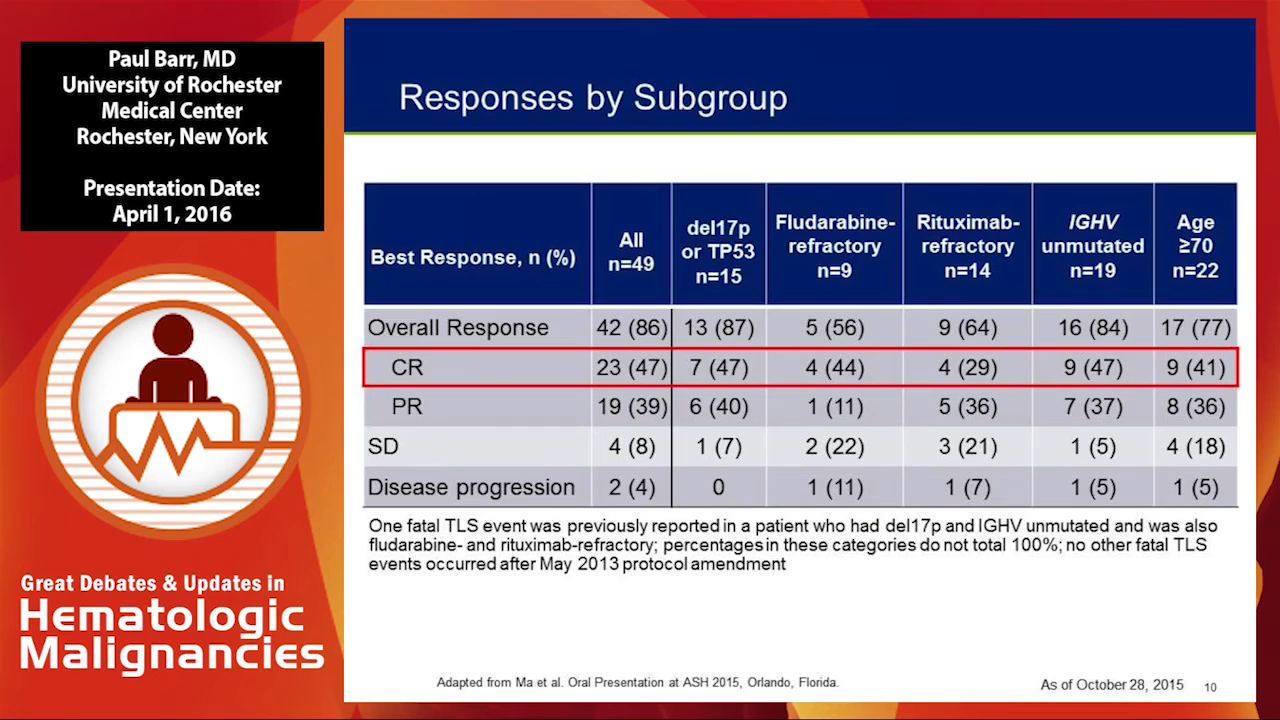 Paul Barr, MD
University of Rochester
Medical Center
Rochester, New York
Presentation Date:
April 1, 2016
Great Debates & Updates in
Hematologic
Malignancies
Responses by Subgroup
Best Response, n (%) All n=49 del17p or TP53 n=15 Fludarabine-refractory n=9 Rituximab-refractory n=14 IGHV unmutated n=19 Age ≥70 n=22
Overall Response 42 (86) 13 (87) 5 (56) 9 (64) 16 (84) 17 (77)
CR 23 (47) 7 (47) 4 (44) 4 (29) 9 (47) 9 (41)
PR 19 (39) 6 (40) 1 (11) 5 (36) 7 (37) 8 (36)
SD 4 (8) 1 (7) 2 (22) 3 (21) 1 (5) 4 (18)
Disease progression 2 (4) 0 1 (11) 1 (7) 1 (5) 1 (5)
One fatal TLS event was previously reported in a patient who had del17p and IGHV unmutated and was also
fludarabine- and rituximab-refractory; percentages in these categories do not total 100%; no other fatal TLS
events occurred after May 2013 protocol amendment
Adapted from Ma et al. Oral Presentation at ASH 2015, Orlando, Florida.
As of October 28, 2015 10